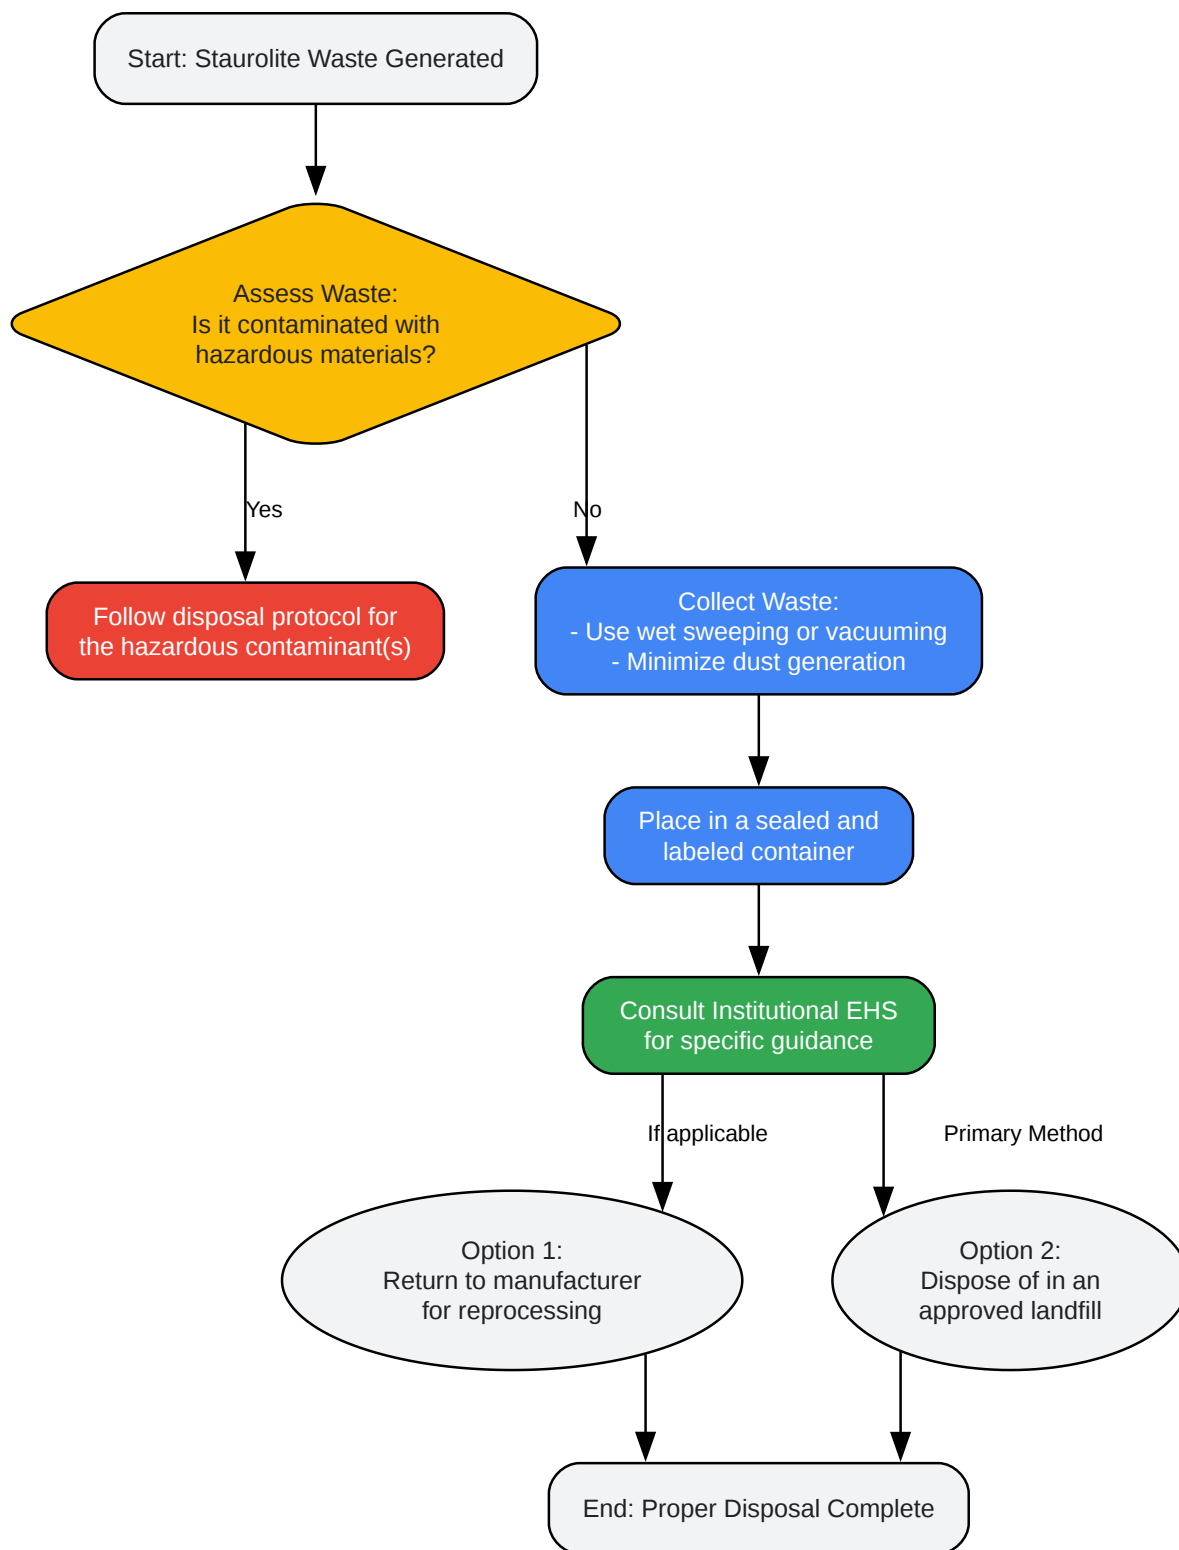 Start: Staurolite Waste Generated
Assess Waste:
Is it contaminated with
hazardous materials?
Yes
No
Follow disposal protocol for
the hazardous contaminant(s)
Collect Waste:
- Use wet sweeping or vacuuming
- Minimize dust generation
Place in a sealed and
labeled container
Consult Institutional EHS
for specific guidance
If applicable
Primary Method
Option 1:
Return to manufacturer
for reprocessing
Option 2:
Dispose of in an
approved landfill
End: Proper Disposal Complete